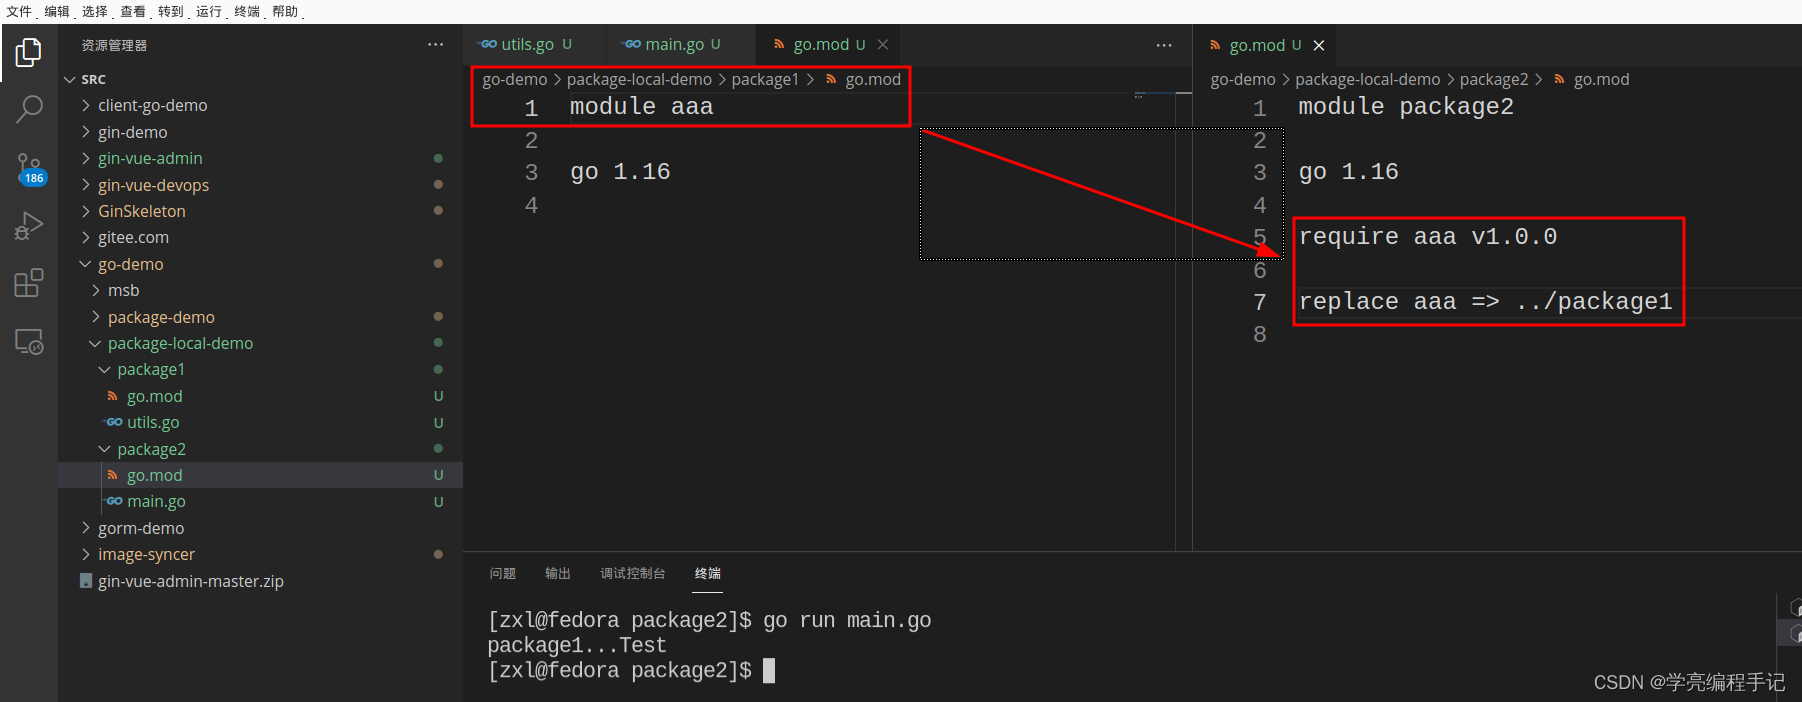 文件 编辑 选择 查看 转到 运行 终端 帮助
资源管理器 ···
SRC
client-go-demo
gin-demo
gin-vue-admin
gin-vue-devops
GinSkeleton
gitee.com
go-demo
msb
package-demo
package-local-demo
package1
go.mod U
utils.go U
package2
go.mod U
main.go U
gorm-demo
image-syncer
gin-vue-admin-master.zip
186
utils.go U main.go U go.mod U ···
go-demo > package-local-demo > package1 > go.mod
1 module aaa
2
3 go 1.16
4
go.mod U
go-demo > package-local-demo > package2 > go.mod
1 module package2
2
3 go 1.16
4
5 require aaa v1.0.0
6
7 replace aaa => ../package1
8
问题 输出 调试控制台 终端
[zxl@fedora package2]$ go run main.go
package1...Test
[zxl@fedora package2]$
CSDN @学亮编程手记